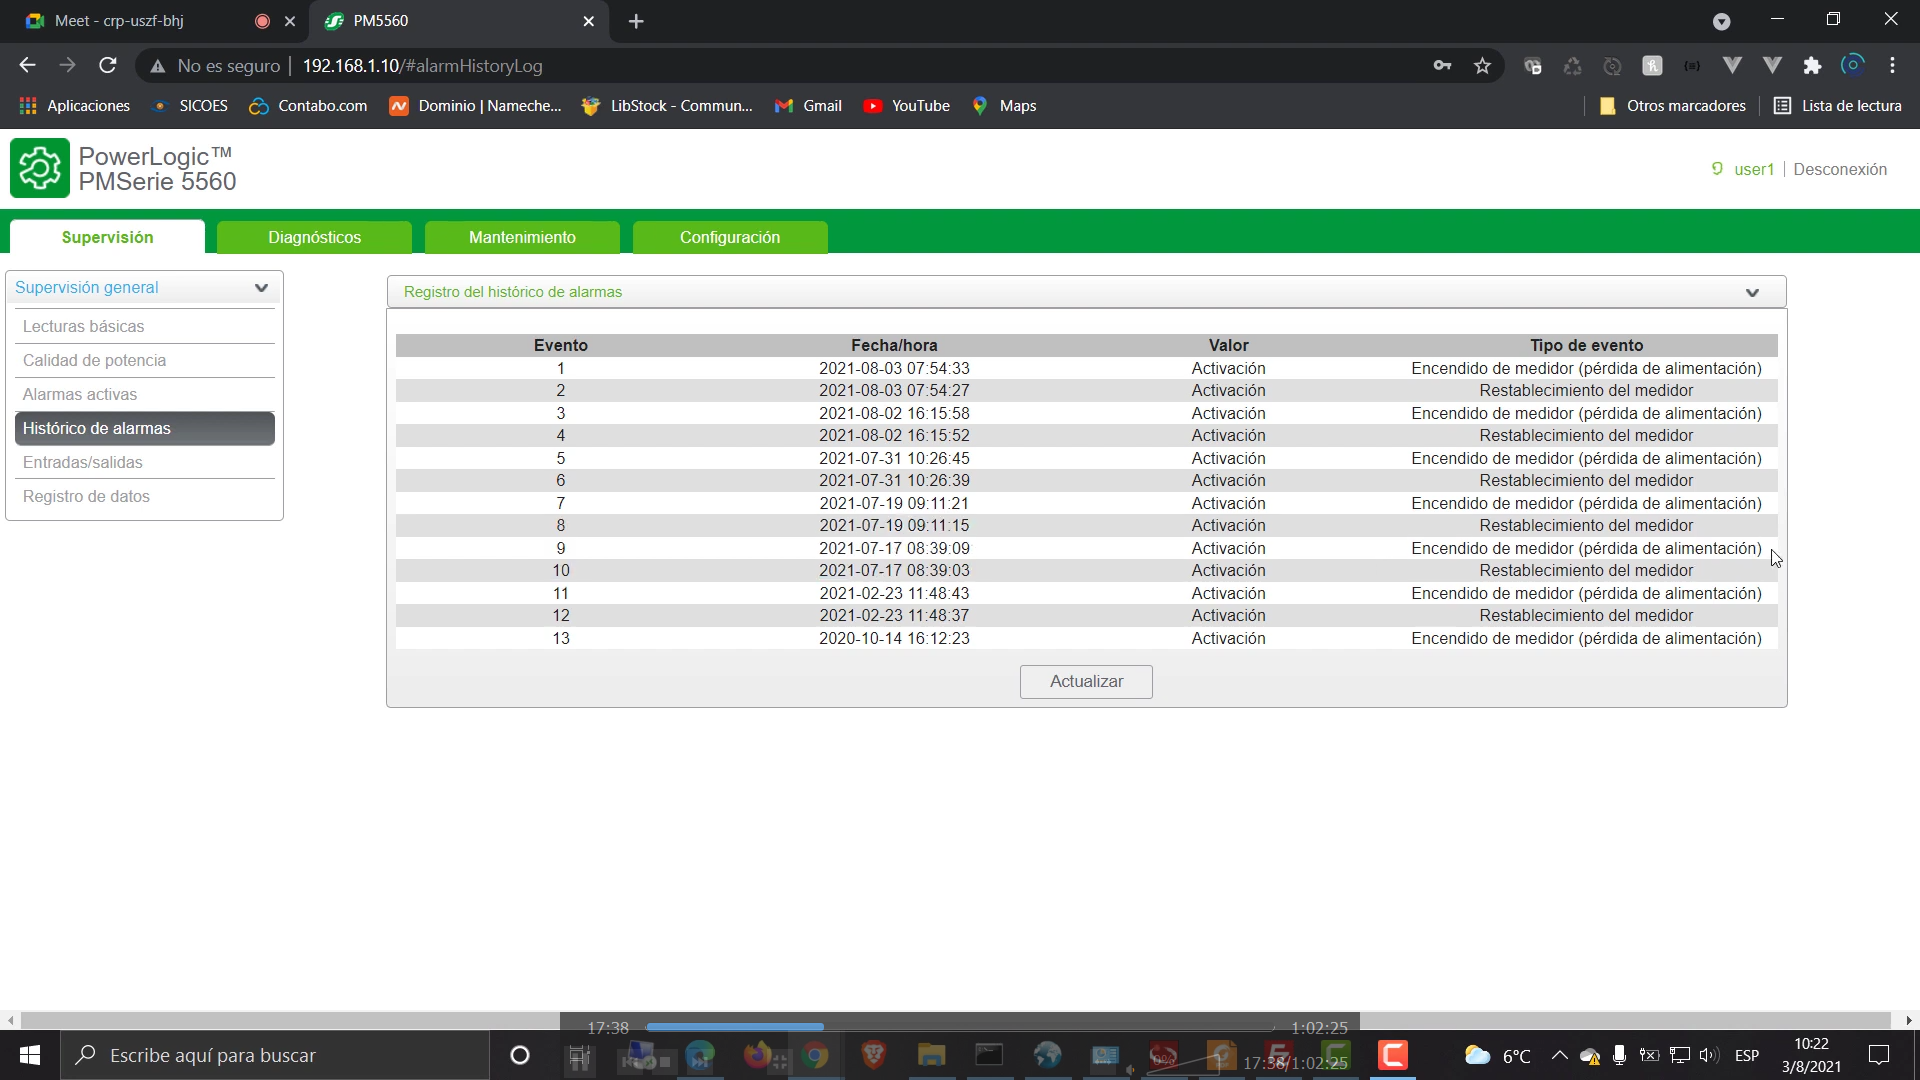 Meet - crp-uszf-bhj
PM5560
No es seguro | 192.168.1.10/#alarmHistoryLog
Aplicaciones SICOES Contabo.com Dominio | Nameche... LibStock - Commun... Gmail YouTube Maps Otros marcadores Lista de lectura
PowerLogic™
PMSerie 5560
user1 | Desconexión
Supervisión Diagnósticos Mantenimiento Configuración
Supervisión general
Lecturas básicas
Calidad de potencia
Alarmas activas
Histórico de alarmas
Entradas/salidas
Registro de datos
Registro del histórico de alarmas
Evento Fecha/hora Valor Tipo de evento
1 2021-08-03 07:54:33 Activación Encendido de medidor (pérdida de alimentación)
2 2021-08-03 07:54:27 Activación Restablecimiento del medidor
3 2021-08-02 16:15:58 Activación Encendido de medidor (pérdida de alimentación)
4 2021-08-02 16:15:52 Activación Restablecimiento del medidor
5 2021-07-31 10:26:45 Activación Encendido de medidor (pérdida de alimentación)
6 2021-07-31 10:26:39 Activación Restablecimiento del medidor
7 2021-07-19 09:11:21 Activación Encendido de medidor (pérdida de alimentación)
8 2021-07-19 09:11:15 Activación Restablecimiento del medidor
9 2021-07-17 08:39:09 Activación Encendido de medidor (pérdida de alimentación)
10 2021-07-17 08:39:03 Activación Restablecimiento del medidor
11 2021-02-23 11:48:43 Activación Encendido de medidor (pérdida de alimentación)
12 2021-02-23 11:48:37 Activación Restablecimiento del medidor
13 2020-10-14 16:12:23 Activación Encendido de medidor (pérdida de alimentación)
Actualizar
17:38 1:02:25
Escribe aquí para buscar
0%
17:38/1:02:25
6°C
ESP
10:22
3/8/2021